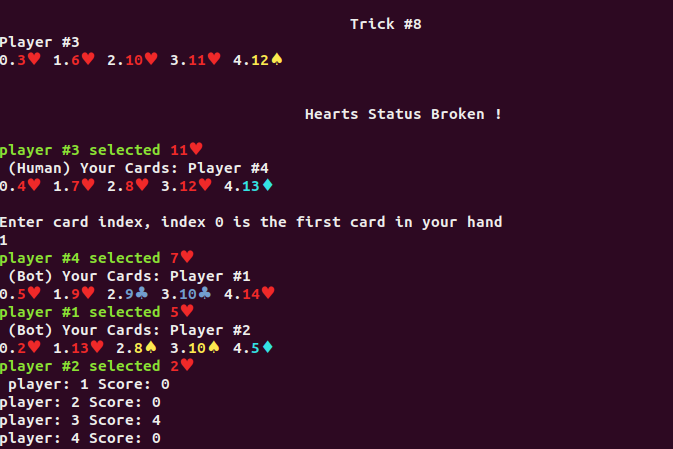 Trick #8
Player #3
0.3♥ 1.6♥ 2.10♥ 3.11♥ 4.12♠
Hearts Status Broken !
player #3 selected 11♥
(Human) Your Cards: Player #4
0.4♥ 1.7♥ 2.8♥ 3.12♥ 4.13♦
Enter card index, index 0 is the first card in your hand
1
player #4 selected 7♥
(Bot) Your Cards: Player #1
0.5♥ 1.9♥ 2.9♣ 3.10♣ 4.14♥
player #1 selected 5♥
(Bot) Your Cards: Player #2
0.2♥ 1.13♥ 2.8♠ 3.10♠ 4.5♦
player #2 selected 2♥
player: 1 Score: 0
player: 2 Score: 0
player: 3 Score: 4
player: 4 Score: 0